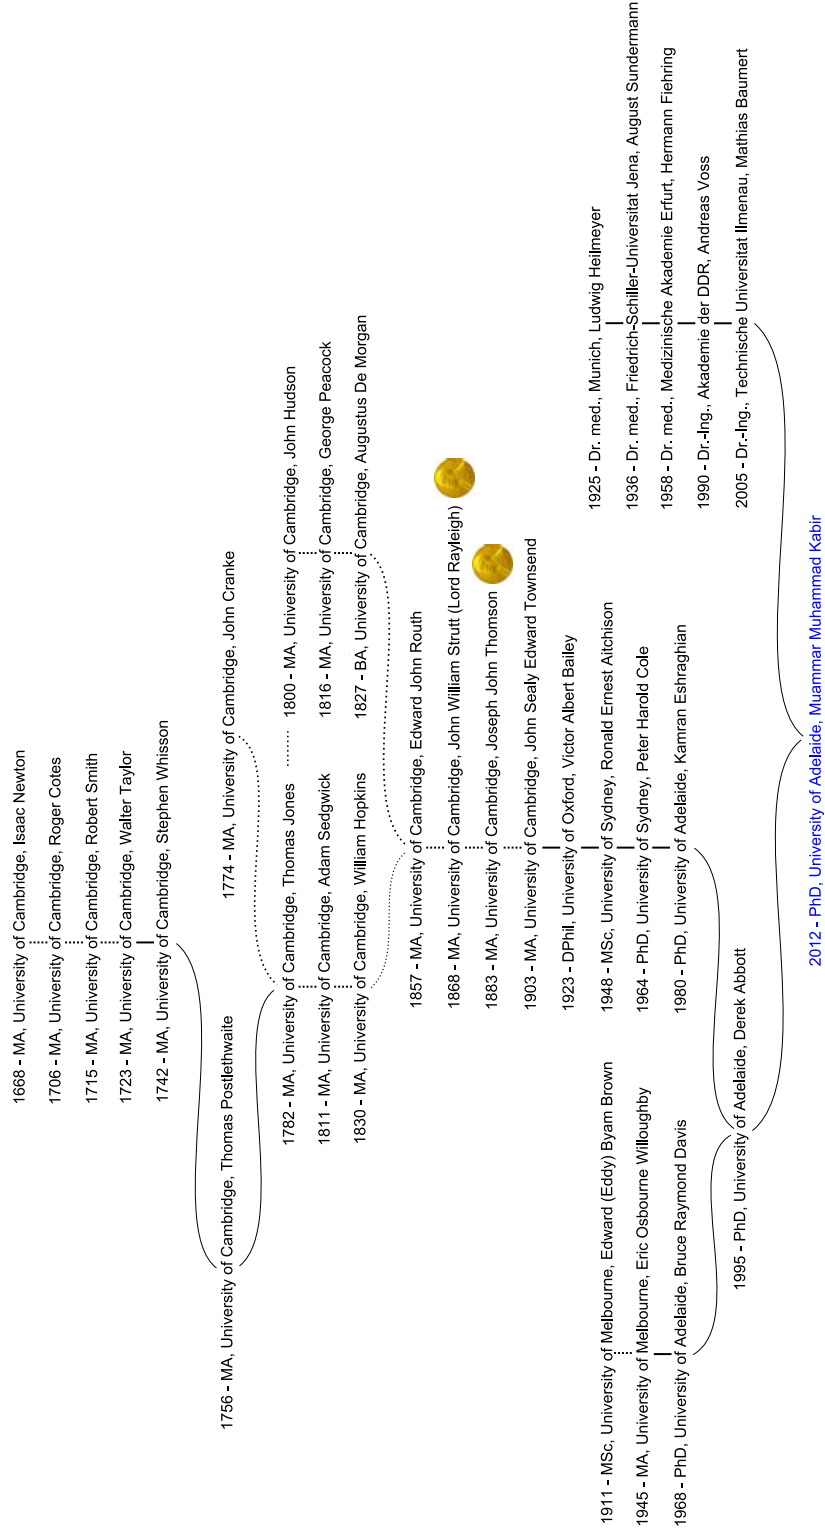 1668 - MA, University of Cambridge, Isaac Newton
1706 - MA, University of Cambridge, Roger Cotes
1715 - MA, University of Cambridge, Robert Smith
1723 - MA, University of Cambridge, Walter Taylor
1742 - MA, University of Cambridge, Stephen Whisson
1756 - MA, University of Cambridge, Thomas Postlethwaite
1774 - MA, University of Cambridge, John Cranke
1782 - MA, University of Cambridge, Thomas Jones
1800 - MA, University of Cambridge, John Hudson
1811 - MA, University of Cambridge, Adam Sedgwick
1816 - MA, University of Cambridge, George Peacock
1830 - MA, University of Cambridge, William Hopkins
1827 - BA, University of Cambridge, Augustus De Morgan
1857 - MA, University of Cambridge, Edward John Routh
1868 - MA, University of Cambridge, John William Strutt (Lord Rayleigh)
1883 - MA, University of Cambridge, Joseph John Thomson
1903 - MA, University of Cambridge, John Sealy Edward Townsend
1923 - DPhil, University of Oxford, Victor Albert Bailey
1948 - MSc, University of Sydney, Ronald Ernest Aitchison
1964 - PhD, University of Sydney, Peter Harold Cole
1980 - PhD, University of Adelaide, Kamran Eshraghian
1911 - MSc, University of Melbourne, Edward (Eddy) Byam Brown
1945 - MA, University of Melbourne, Eric Osbourne Willoughby
1968 - PhD, University of Adelaide, Bruce Raymond Davis
1925 - Dr. med., Munich, Ludwig Heilmeyer
1936 - Dr. med., Friedrich-Schiller-Universitat Jena, August Sundermann
1958 - Dr. med., Medizinische Akademie Erfurt, Hermann Fiehring
1990 - Dr.-Ing., Akademie der DDR, Andreas Voss
2005 - Dr.-Ing., Technische Universitat Ilmenau, Mathias Baumert
1995 - PhD, University of Adelaide, Derek Abbott
2012 - PhD, University of Adelaide, Muammar Muhammad Kabir